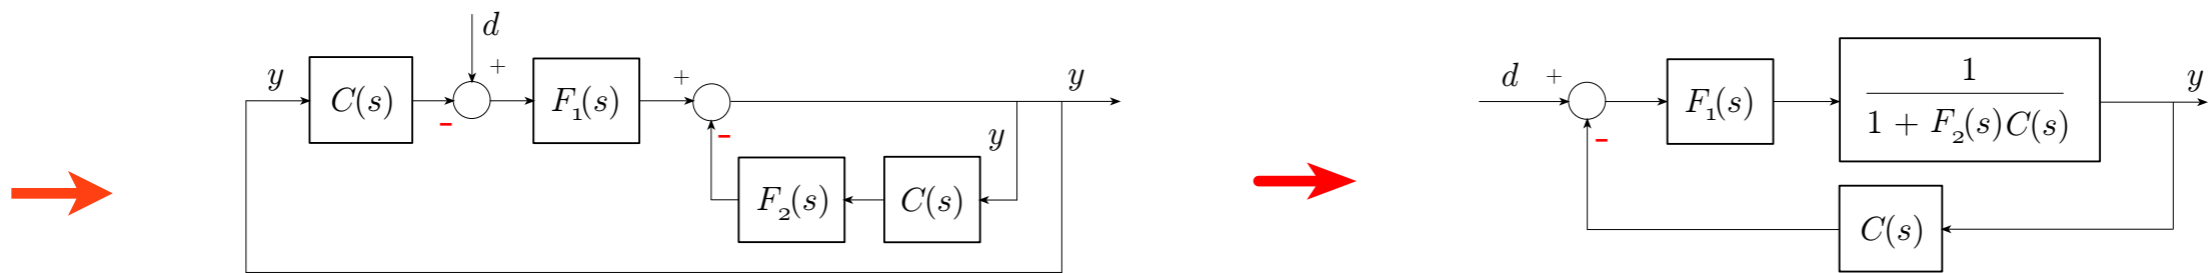 d
y C(s) + F₁(s) + y
−
−
y
F₂(s) C(s)
d + F₁(s) 1 / (1 + F₂(s)C(s)) y
−
C(s)